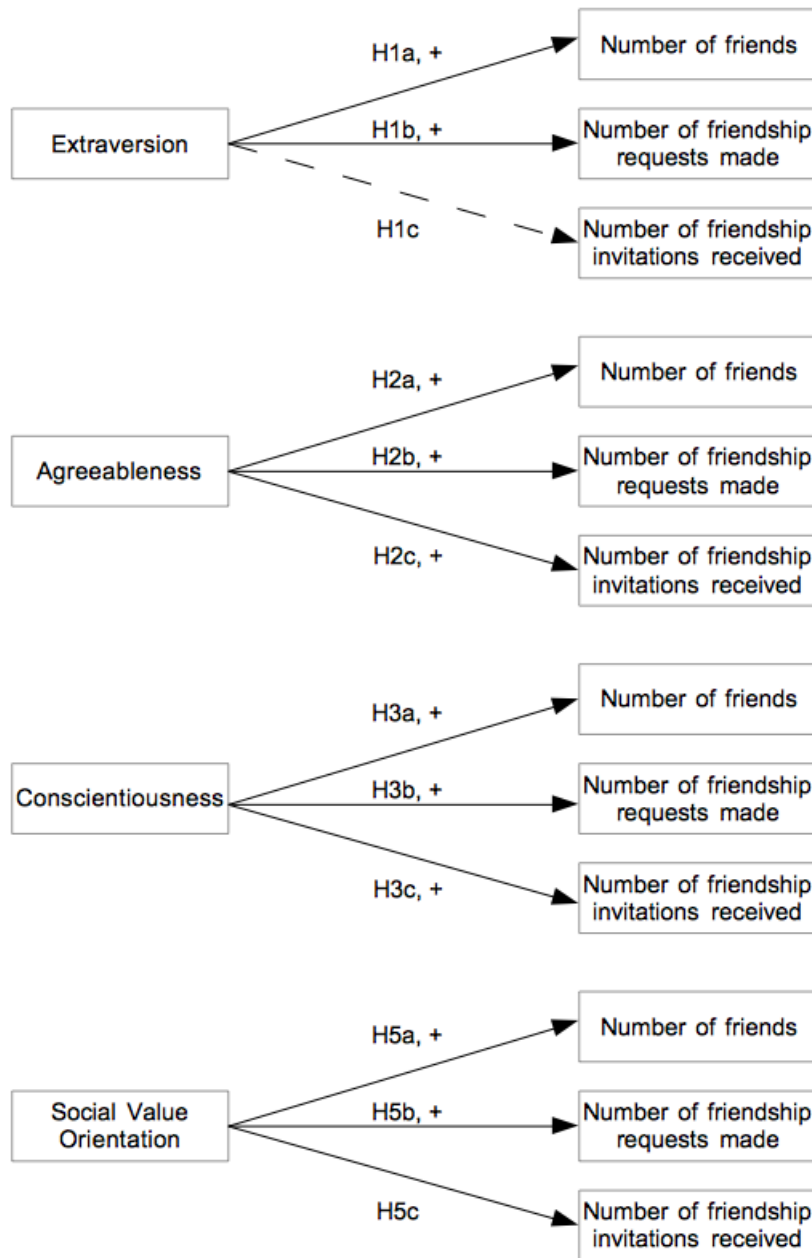 H1a, +
Number of friends
Extraversion
H1b, +
Number of friendship
requests made
H1c
Number of friendship
invitations received
H2a, +
Number of friends
Agreeableness
H2b, +
Number of friendship
requests made
H2c, +
Number of friendship
invitations received
H3a, +
Number of friends
Conscientiousness
H3b, +
Number of friendship
requests made
H3c, +
Number of friendship
invitations received
H5a, +
Number of friends
Social Value
Orientation
H5b, +
Number of friendship
requests made
H5c
Number of friendship
invitations received